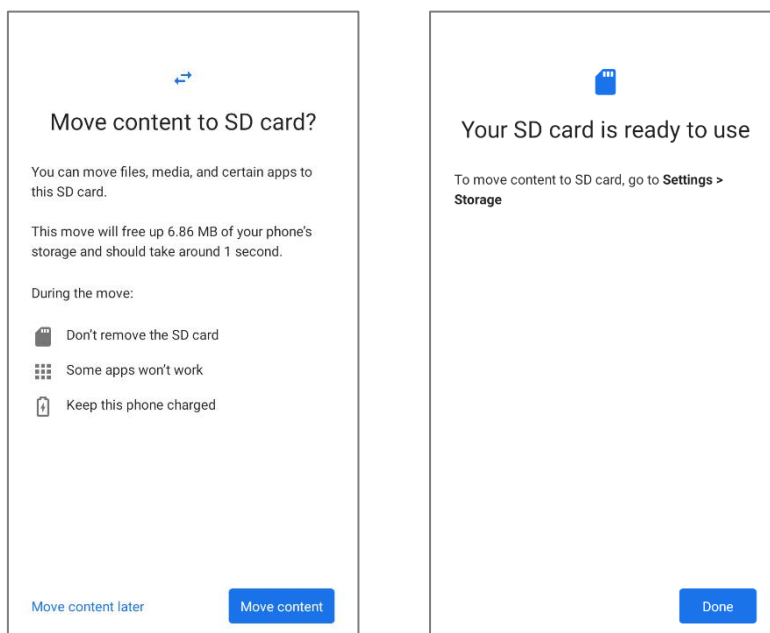 Move content to SD card?
You can move files, media, and certain apps to
this SD card.
This move will free up 6.86 MB of your phone's
storage and should take around 1 second.
During the move:
Don't remove the SD card
Some apps won't work
Keep this phone charged
Move content later
Move content
Your SD card is ready to use
To move content to SD card, go to Settings >
Storage
Done